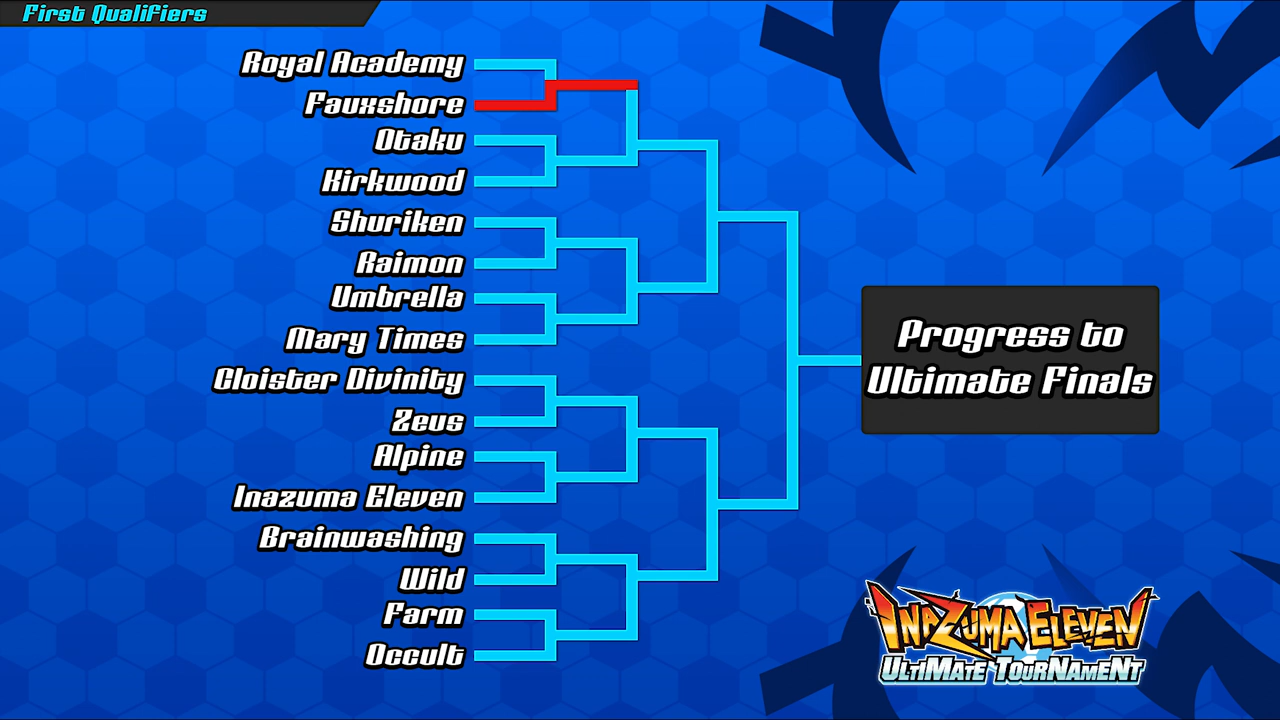 First Qualifiers
Royal Academy
Fauxshore
Otaku
Kirkwood
Shuriken
Raimon
Umbrella
Mary Times
Cloister Divinity
Zeus
Alpine
Inazuma Eleven
Brainwashing
Wild
Farm
Occult
Progress to
Ultimate Finals
INAZUMA ELEVEN
ULTIMATE TOURNAMENT